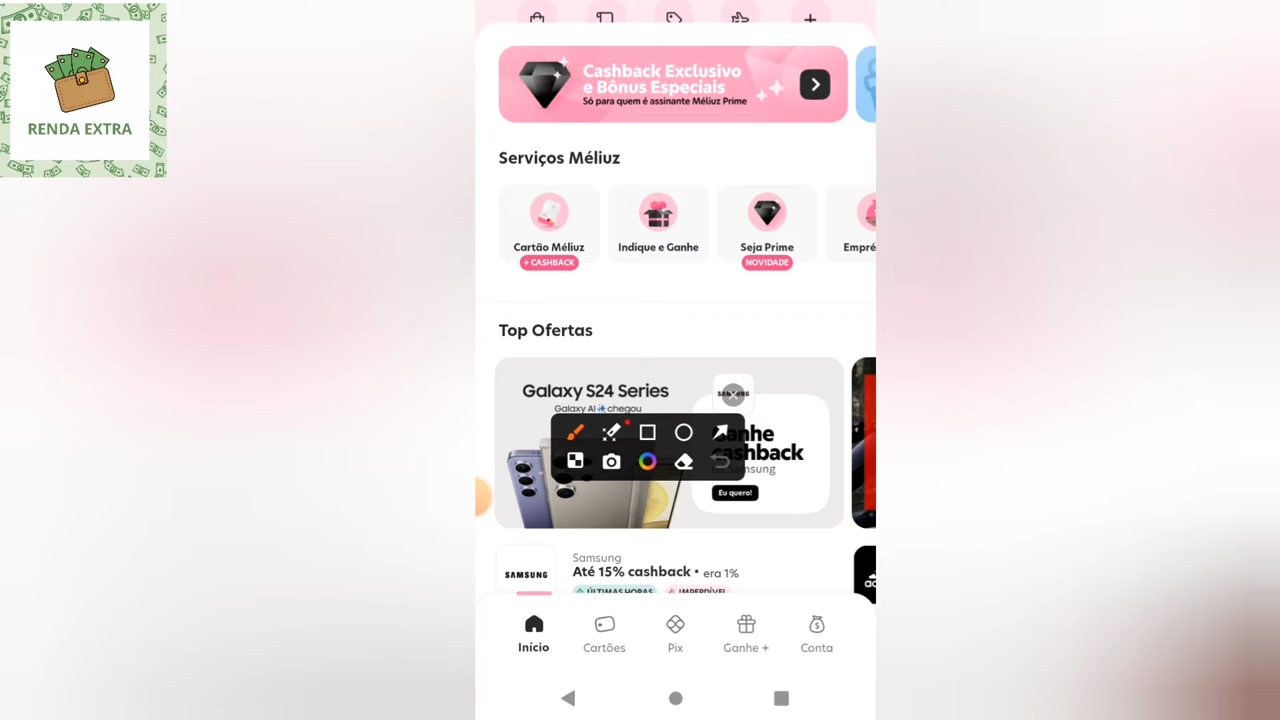 RENDA EXTRA
Cashback Exclusivo
e Bônus Especiais
Só para quem é assinante Méliuz Prime
Serviços Méliuz
Cartão Méliuz
+ CASHBACK
Indique e Ganhe
Seja Prime
NOVIDADE
Empré
Top Ofertas
Galaxy S24 Series
Galaxy AI chegou
cashback
Samsung
Eu quero!
Samsung
Até 15% cashback • era 1%
SAMSUNG
ÚLTIMAS HORAS
IMPERDÍVEL
Início
Cartões
Pix
Ganhe +
Conta